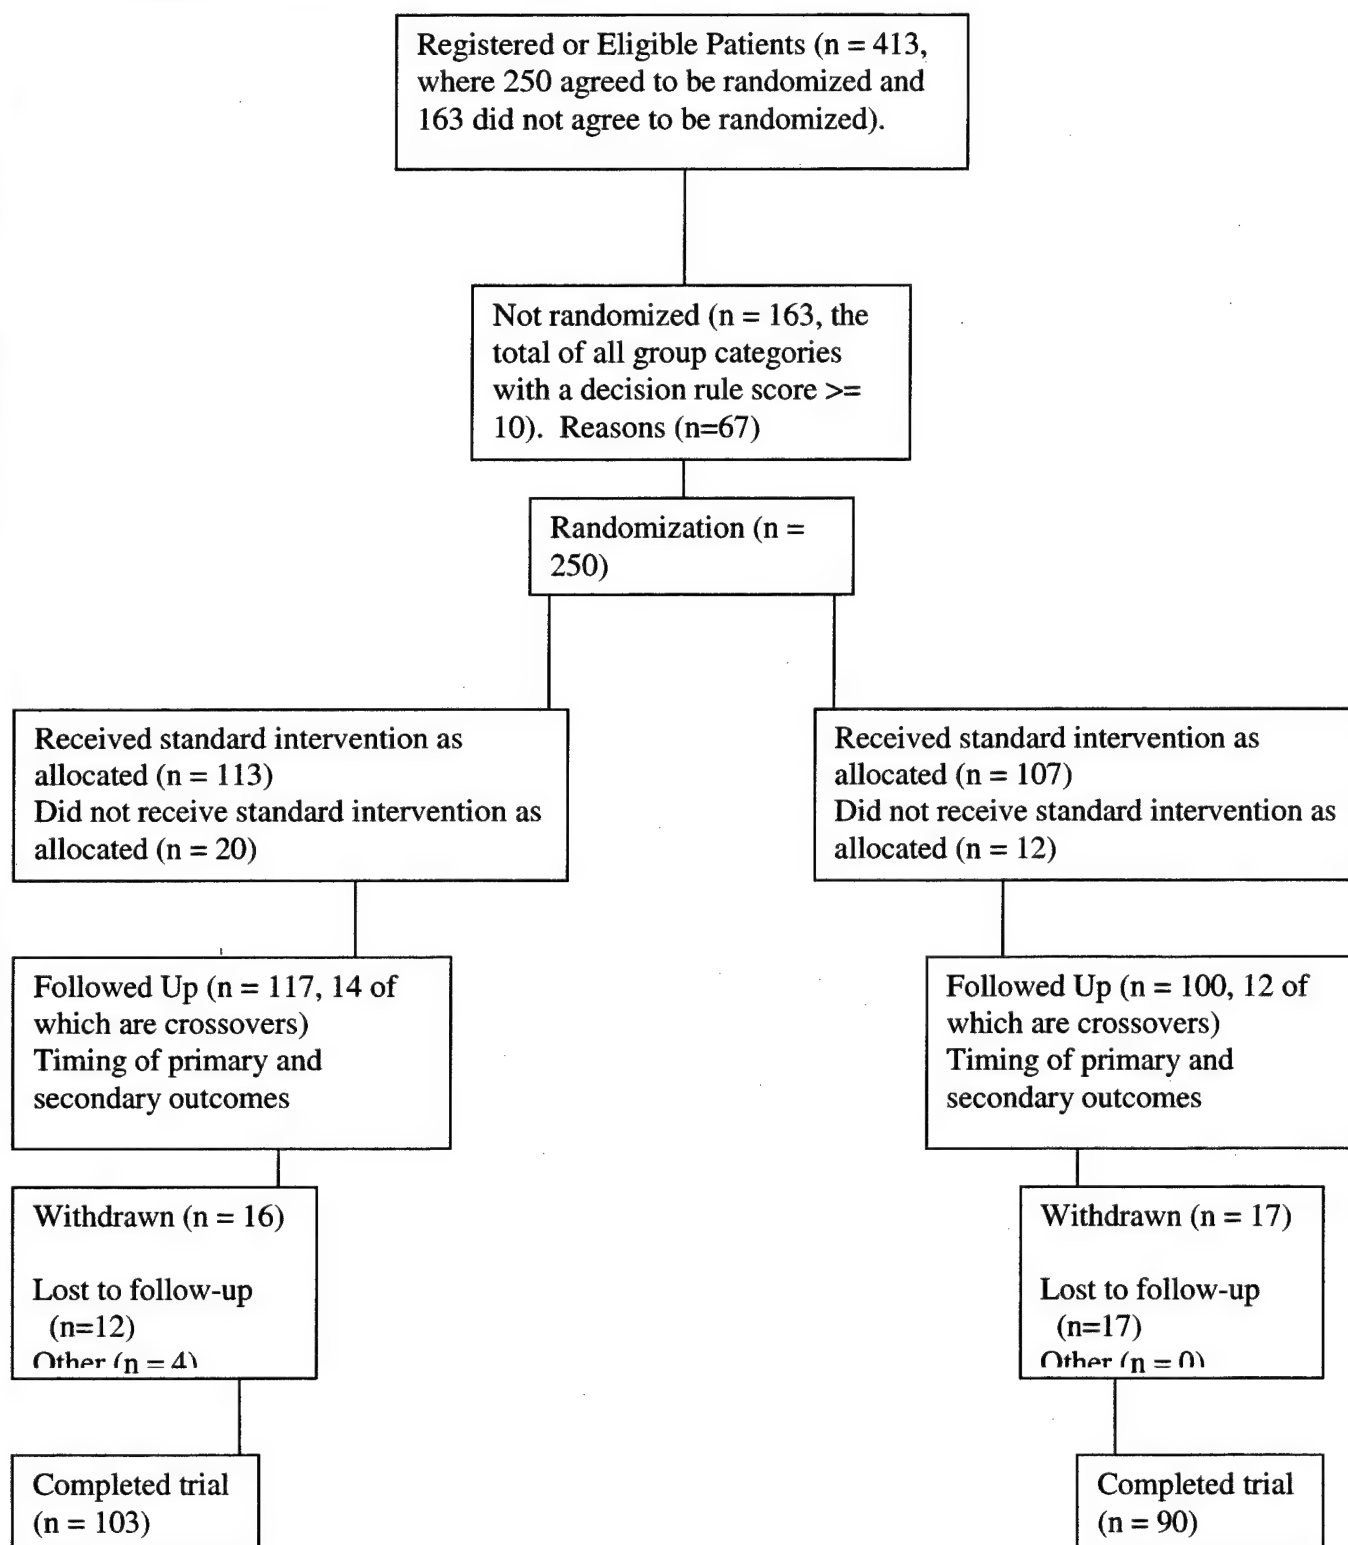 Registered or Eligible Patients (n = 413,
where 250 agreed to be randomized and
163 did not agree to be randomized).
Not randomized (n = 163, the
total of all group categories
with a decision rule score >=
10).  Reasons (n=67)
Randomization (n =
250)
Received standard intervention as
allocated (n = 113)
Did not receive standard intervention as
allocated (n = 20)
Received standard intervention as
allocated (n = 107)
Did not receive standard intervention as
allocated (n = 12)
Followed Up (n = 117, 14 of
which are crossovers)
Timing of primary and
secondary outcomes
Followed Up (n = 100, 12 of
which are crossovers)
Timing of primary and
secondary outcomes
Withdrawn (n = 16)
Lost to follow-up
(n=12)
Other (n = 4)
Withdrawn (n = 17)
Lost to follow-up
(n=17)
Other (n = 0)
Completed trial
(n = 103)
Completed trial
(n = 90)